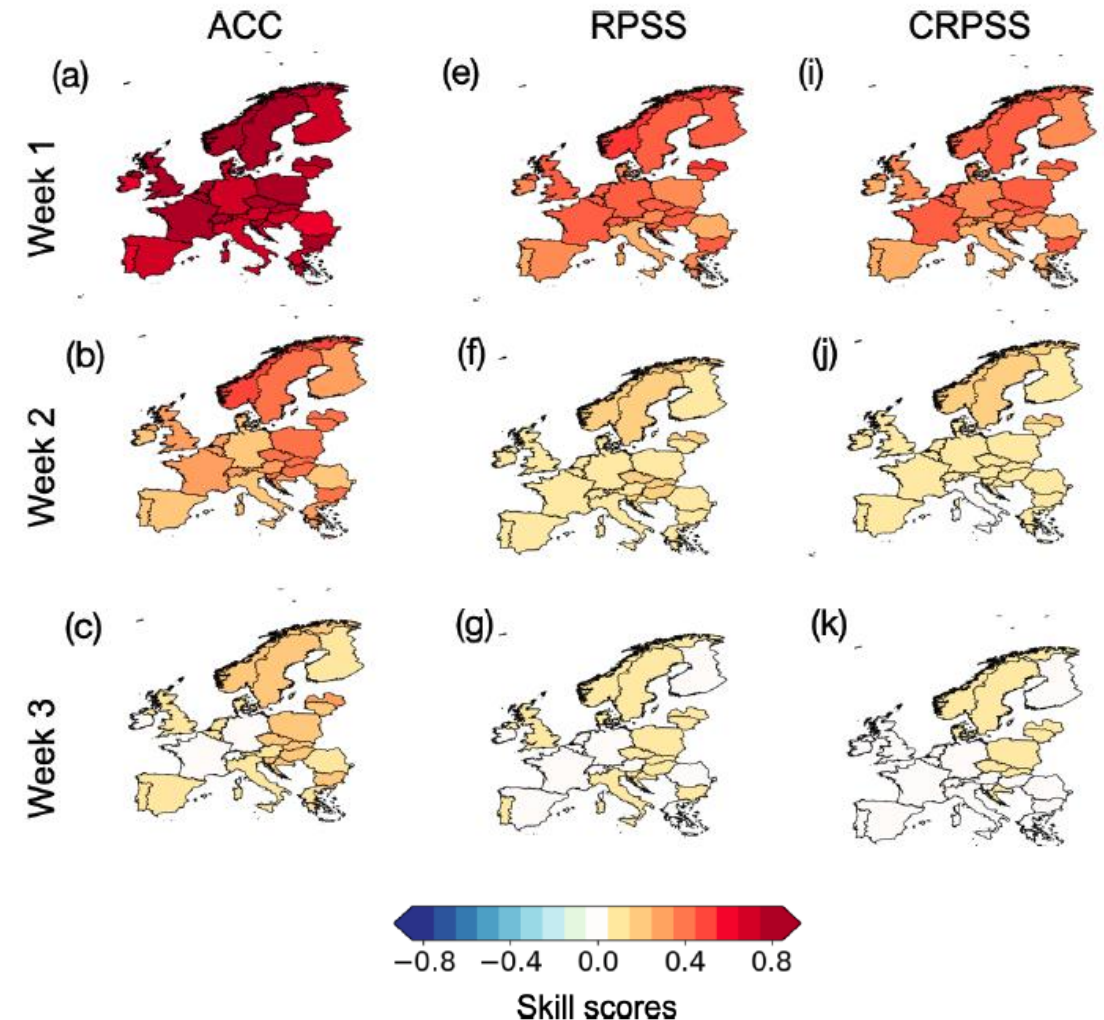 ACC RPSS CRPSS
Week 1
(a) (e) (i)
Week 2
(b) (f) (j)
Week 3
(c) (g) (k)
−0.8 −0.4 0.0 0.4 0.8
Skill scores